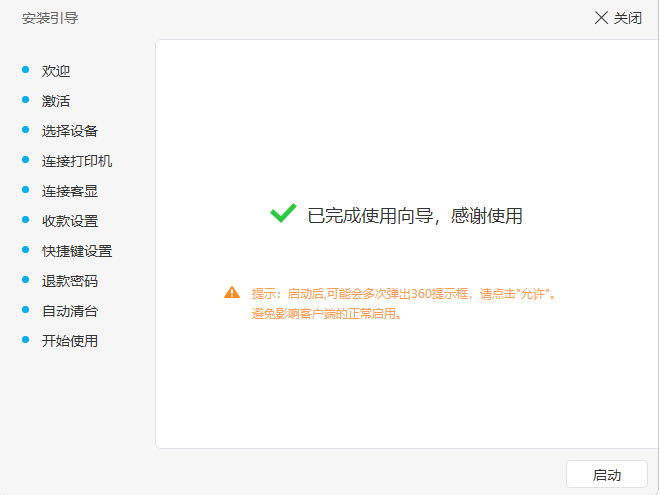 安装引导
关闭
欢迎
激活
选择设备
连接打印机
连接客显
收款设置
快捷键设置
退款密码
自动清台
开始使用
已完成使用向导，感谢使用
提示：启动后,可能会多次弹出360提示框，请点击"允许"。
避免影响客户端的正常启用。
启动